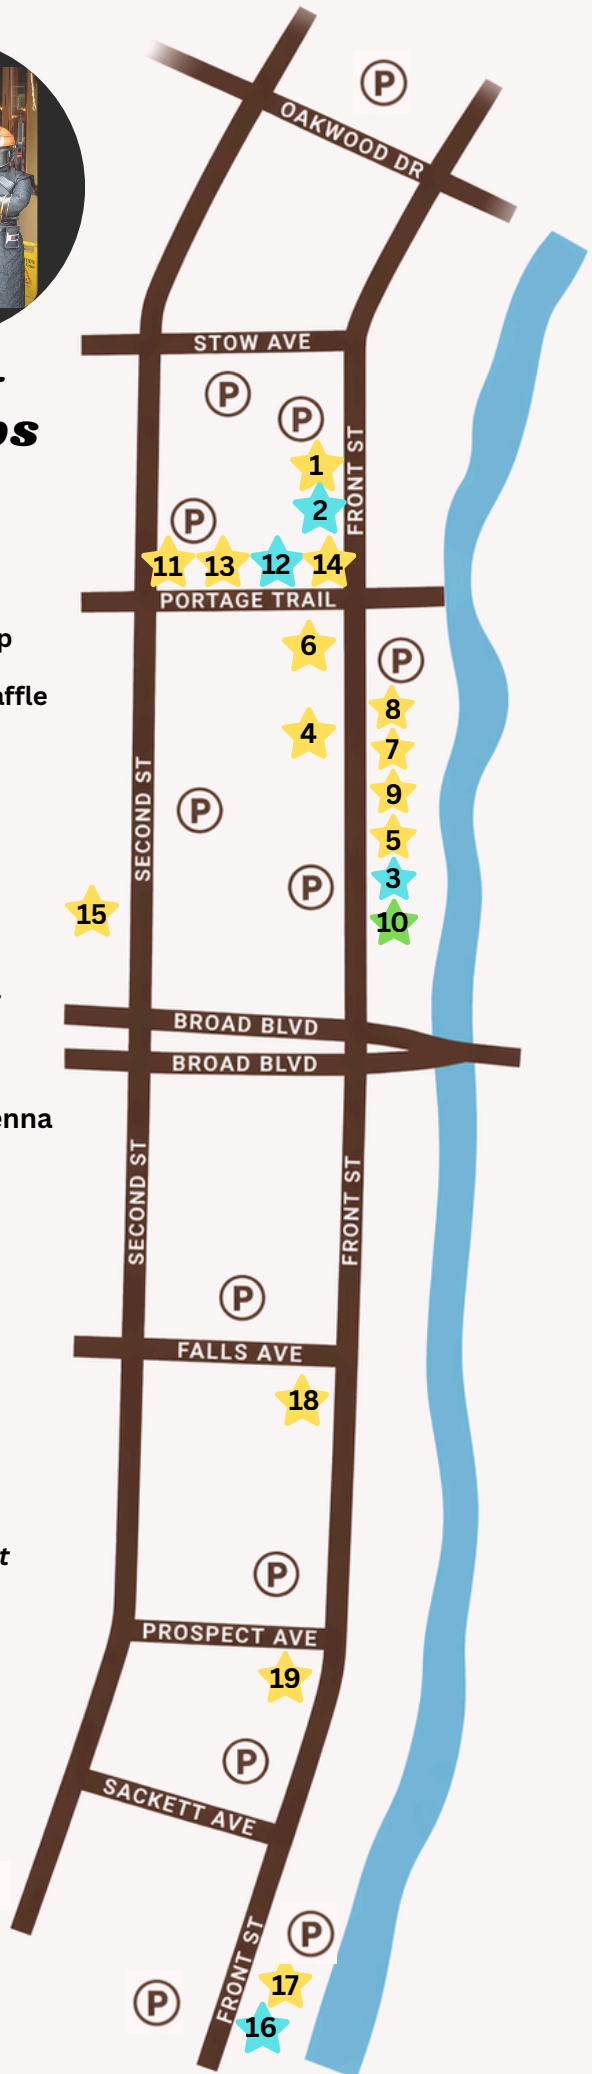 P
OAKWOOD DR
STOW AVE
P
P
1
2
FRONT ST
P
11
13
12
14
PORTAGE TRAIL
6
P
8
4
7
9
5
3
10
SECOND ST
P
P
15
BROAD BLVD
BROAD BLVD
SECOND ST
FRONT ST
P
FALLS AVE
18
P
PROSPECT AVE
19
P
SACKETT AVE
FRONT ST
P
17
P
16